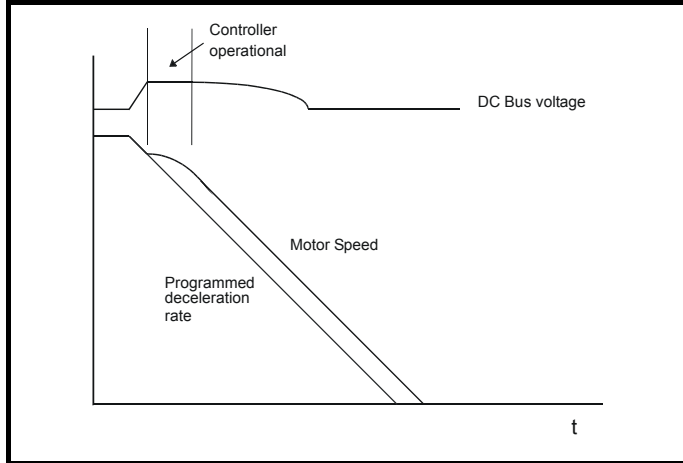 Controller
operational
DC Bus voltage
Motor Speed
Programmed
deceleration
rate
t